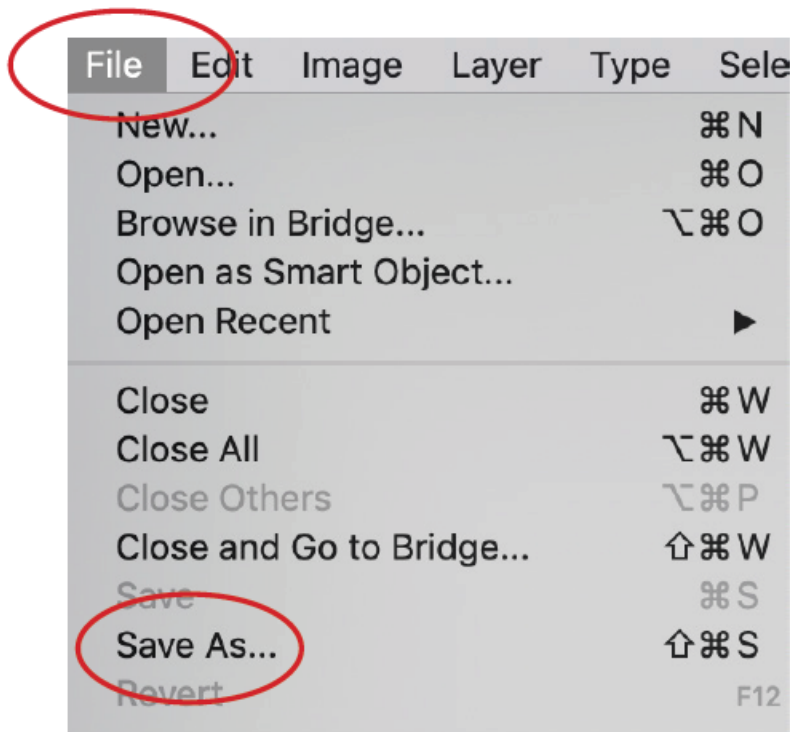 File Edit Image Layer Type Sele
New... ⌘N
Open... ⌘O
Browse in Bridge... ⌥⌘O
Open as Smart Object...
Open Recent ▶
Close ⌘W
Close All ⌥⌘W
Close Others ⌥⌘P
Close and Go to Bridge... ⇧⌘W
Save ⌘S
Save As... ⇧⌘S
Revert F12